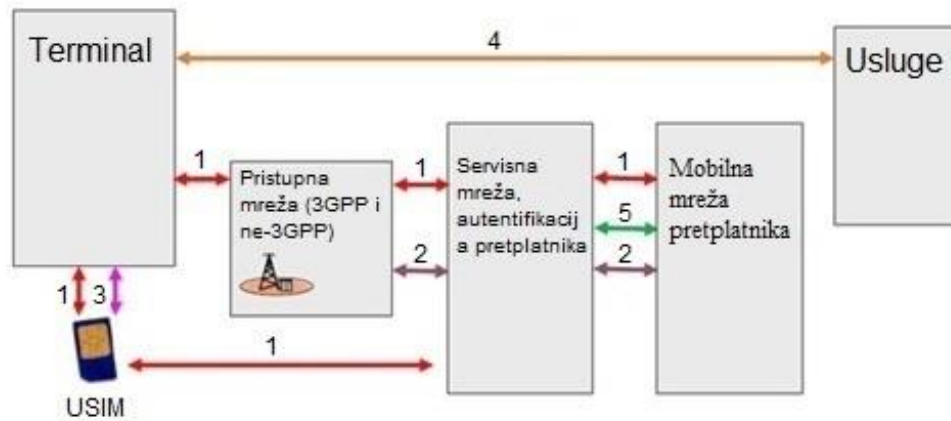 Terminal
4
Usluge
1
Pristupna
mreža (3GPP i
ne-3GPP)
1
2
Servisna
mreža,
autentifikacij
a pretplatnika
1
5
2
Mobilna
mreža
pretplatnika
1
3
1
USIM